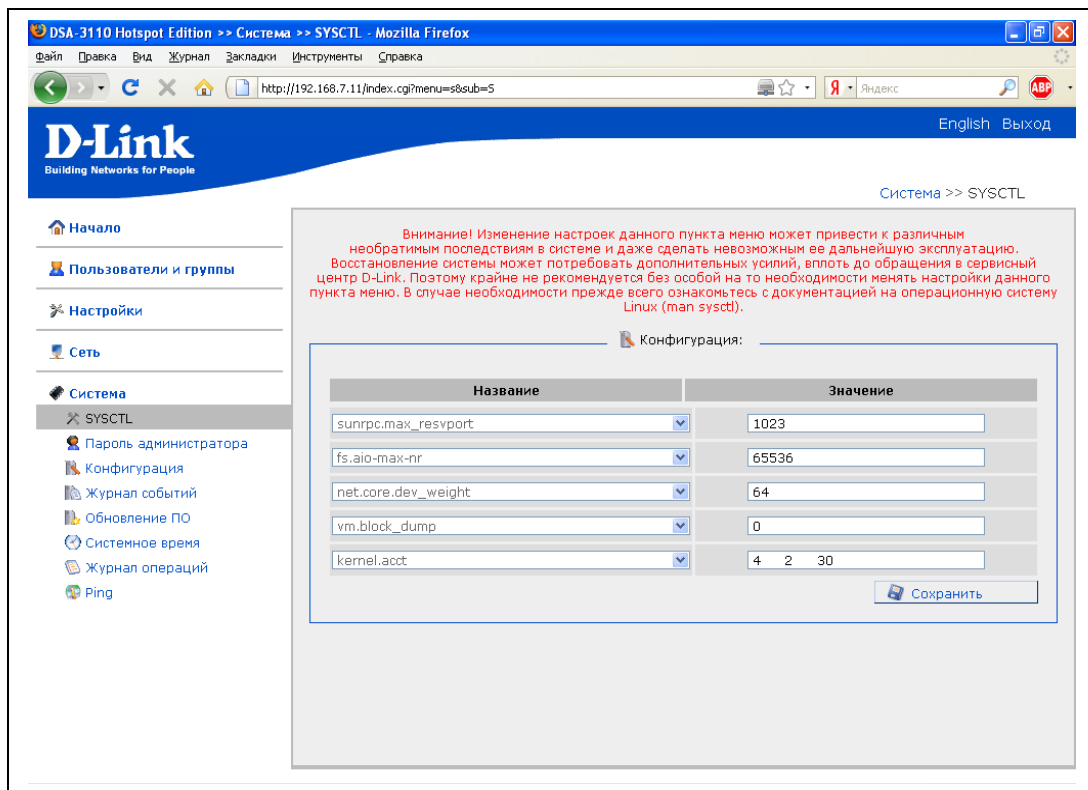 DSA-3110 Hotspot Edition >> Система >> SYSCTL - Mozilla Firefox
Файл Правка Вид Журнал Закладки Инструменты Справка
http://192.168.7.11/index.cgi?menu=s&sub=5
Я Яндекс
ABP
English Выход
D-Link
Building Networks for People
Система >> SYSCTL
Начало
Пользователи и группы
Настройки
Сеть
Система
SYSCTL
Пароль администратора
Конфигурация
Журнал событий
Обновление ПО
Системное время
Журнал операций
Ping
Внимание! Изменение настроек данного пункта меню может привести к различным
необратимым последствиям в системе и даже сделать невозможным ее дальнейшую эксплуатацию.
Восстановление системы может потребовать дополнительных усилий, вплоть до обращения в сервисный
центр D-Link. Поэтому крайне не рекомендуется без особой на то необходимости менять настройки данного
пункта меню. В случае необходимости прежде всего ознакомьтесь с документацией на операционную систему
Linux (man sysctl).
Конфигурация:
Название Значение
sunrpc.max_resvport 1023
fs.aio-max-nr 65536
net.core.dev_weight 64
vm.block_dump 0
kernel.acct 4 2 30
Сохранить